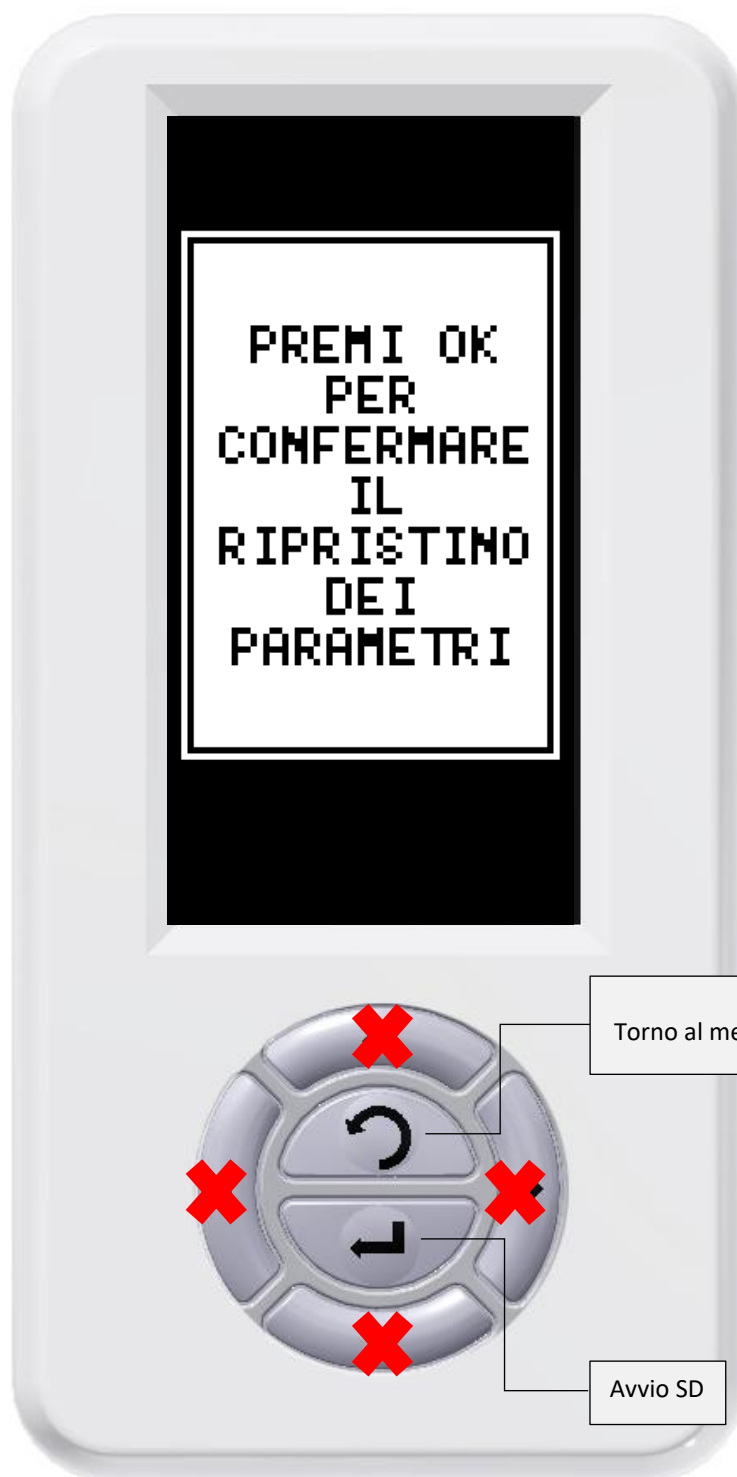 PREMI OK
PER
CONFERMARE
IL
RIPRISTINO
DEI
PARAMETRI
Torno al me
Avvio SD